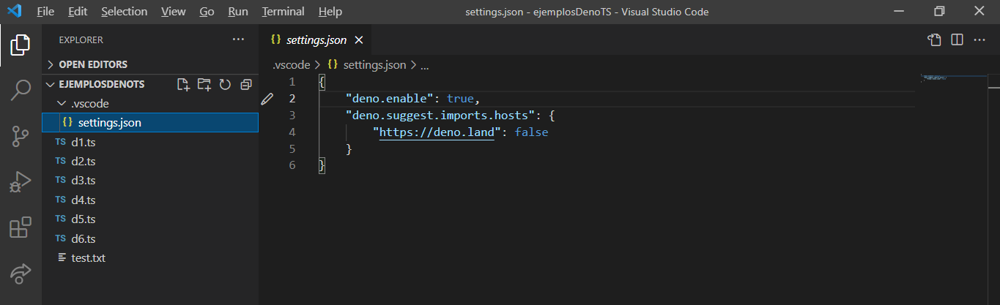 File Edit Selection View Go Run Terminal Help settings.json - ejemplosDenoTS - Visual Studio Code
EXPLORER
OPEN EDITORS
EJEMPLOSDENOTS
.vscode
{} settings.json
TS d1.ts
TS d2.ts
TS d3.ts
TS d4.ts
TS d5.ts
TS d6.ts
test.txt
{} settings.json
.vscode > {} settings.json > ...
1 {
2 "deno.enable": true,
3 "deno.suggest.imports.hosts": {
4 "https://deno.land": false
5 }
6 }